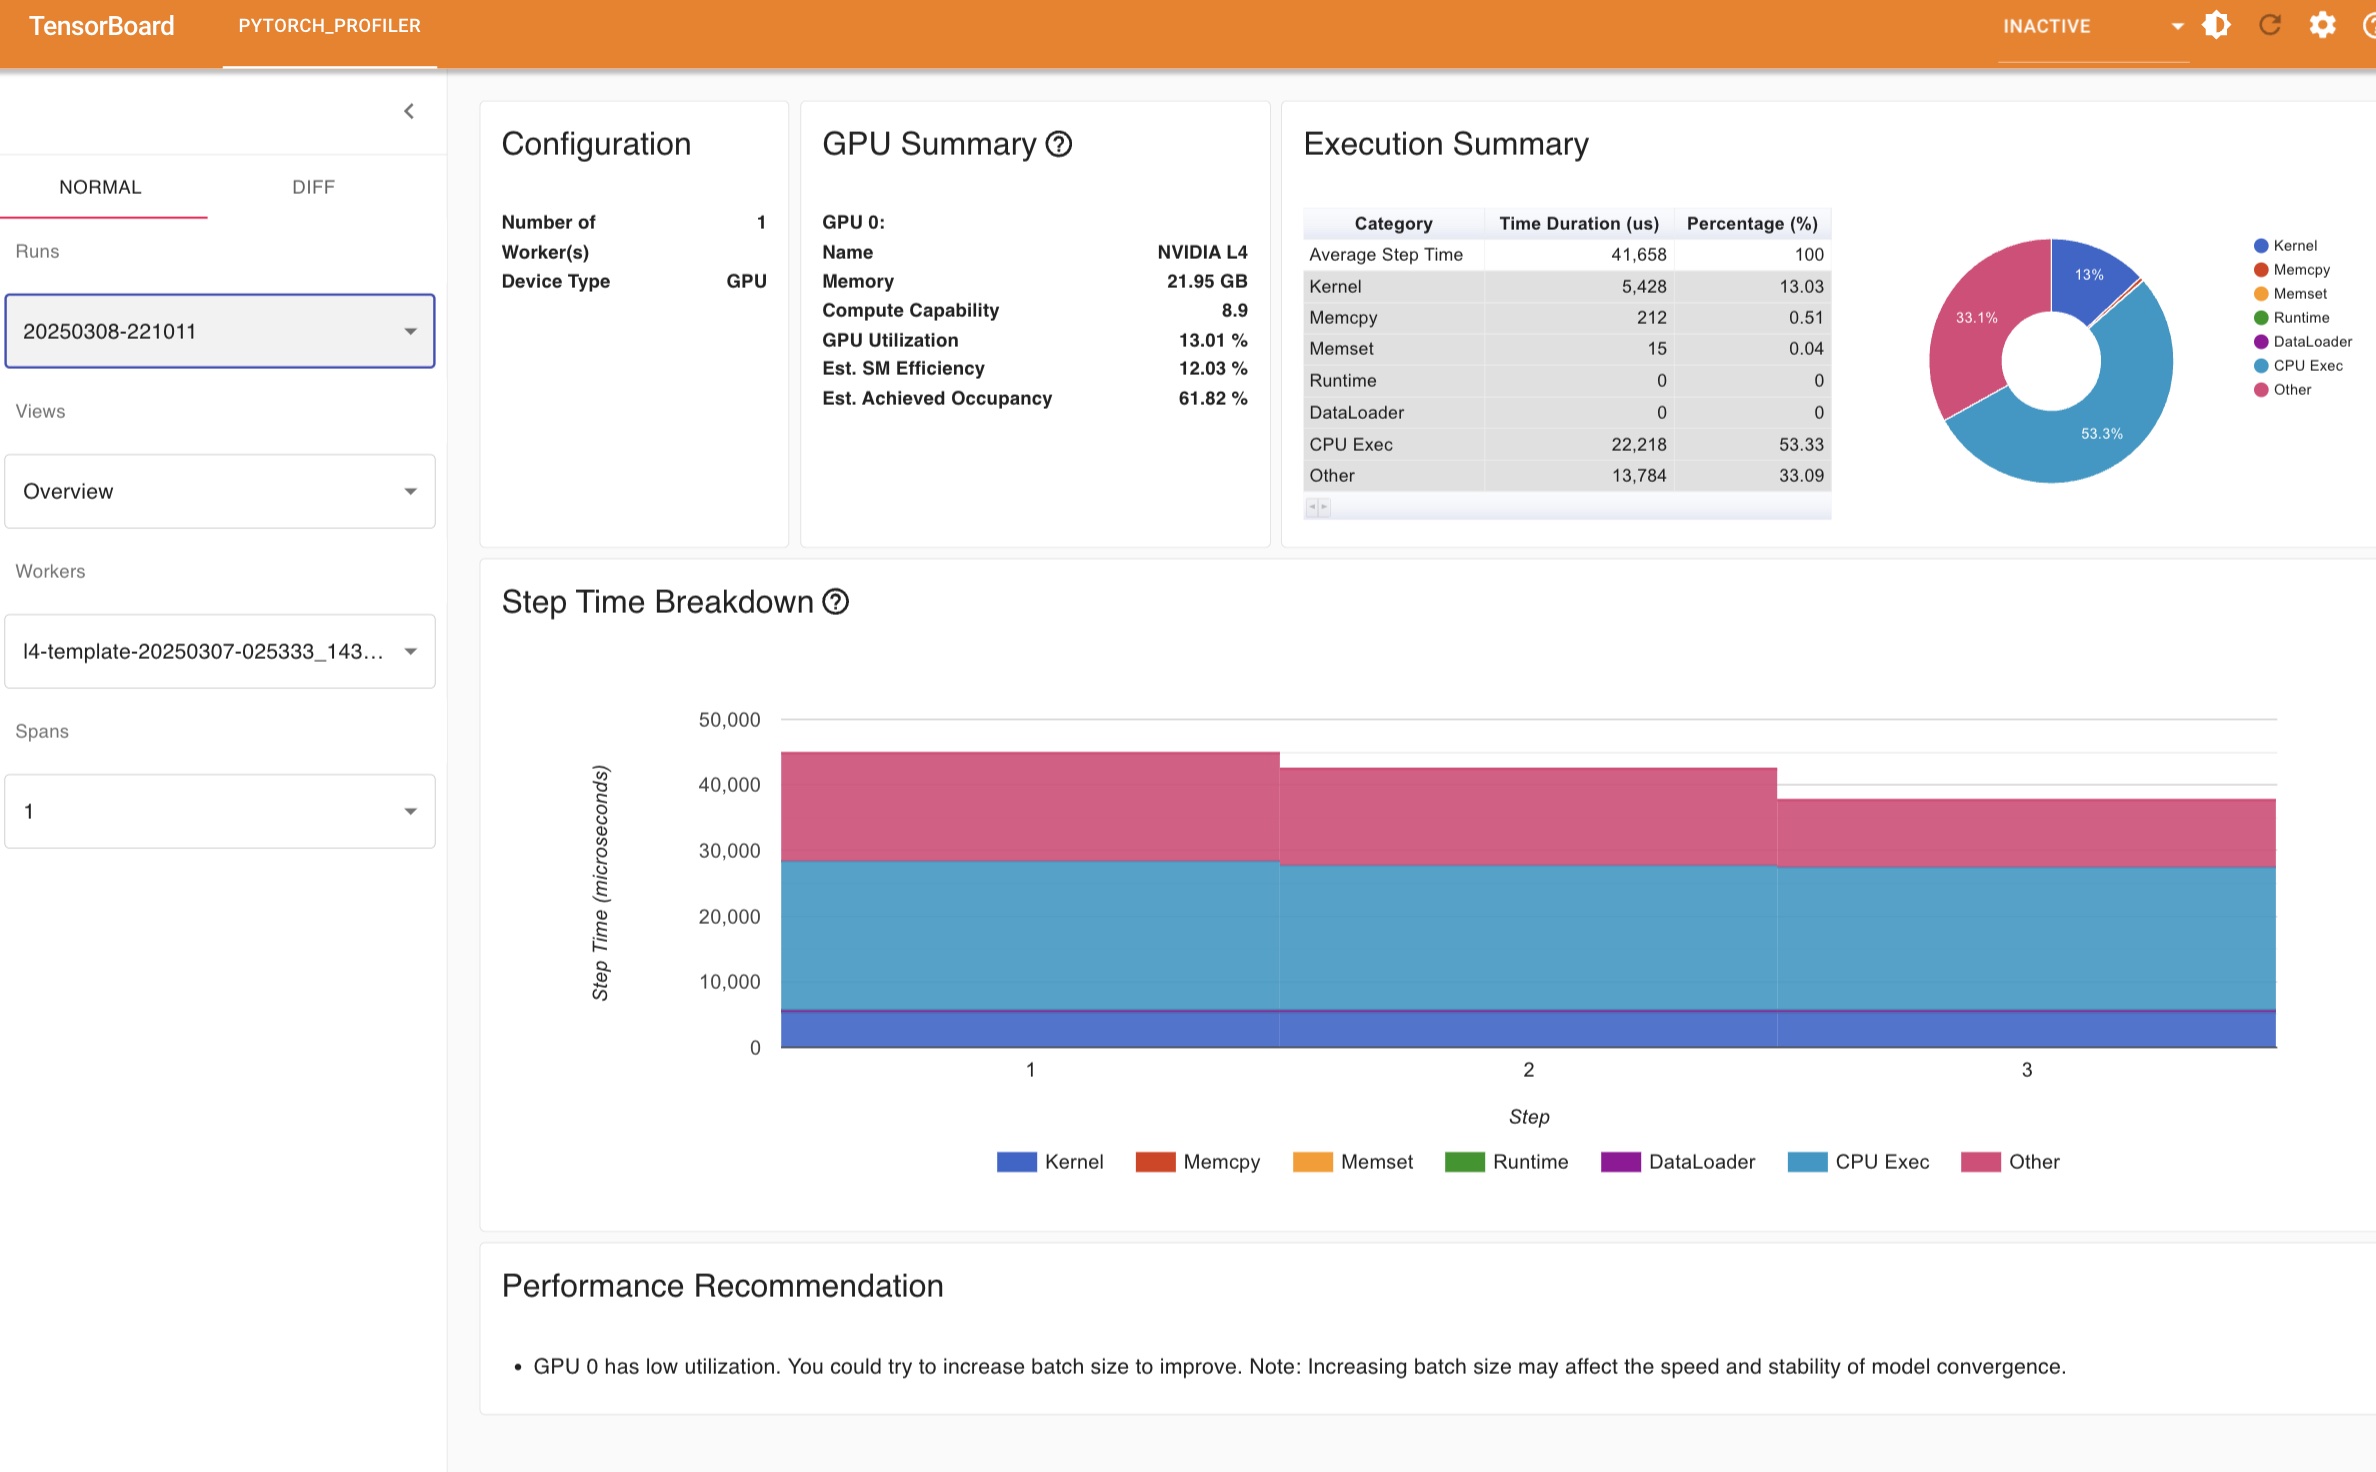 TensorBoard
PYTORCH_PROFILER
INACTIVE
NORMAL
DIFF
Runs
20250308-221011
Views
Overview
Workers
l4-template-20250307-025333_143...
Spans
1
Configuration
Number of 1
Worker(s)
Device Type GPU
GPU Summary
GPU 0:
Name NVIDIA L4
Memory 21.95 GB
Compute Capability 8.9
GPU Utilization 13.01 %
Est. SM Efficiency 12.03 %
Est. Achieved Occupancy 61.82 %
Execution Summary
Category Time Duration (us) Percentage (%)
Average Step Time 41,658 100
Kernel 5,428 13.03
Memcpy 212 0.51
Memset 15 0.04
Runtime 0 0
DataLoader 0 0
CPU Exec 22,218 53.33
Other 13,784 33.09
13%
33.1%
53.3%
Kernel
Memcpy
Memset
Runtime
DataLoader
CPU Exec
Other
Step Time Breakdown
Step Time (microseconds)
50,000
40,000
30,000
20,000
10,000
0
1 2 3
Step
Kernel Memcpy Memset Runtime DataLoader CPU Exec Other
Performance Recommendation
• GPU 0 has low utilization. You could try to increase batch size to improve. Note: Increasing batch size may affect the speed and stability of model convergence.